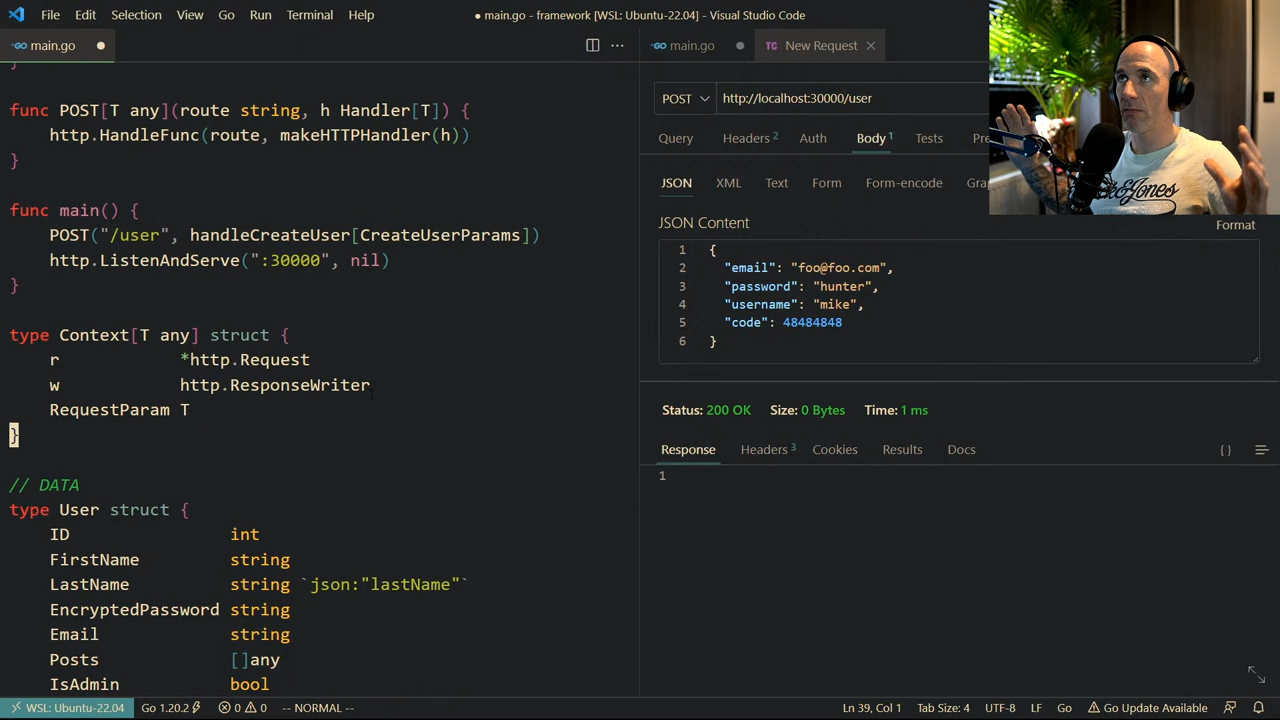 File Edit Selection View Go Run Terminal Help
● main.go - framework [WSL: Ubuntu-22.04] - Visual Studio Code
main.go ●
}
func POST[T any](route string, h Handler[T]) {
    http.HandleFunc(route, makeHTTPHandler(h))
}
func main() {
    POST("/user", handleCreateUser[CreateUserParams])
    http.ListenAndServe(":30000", nil)
}
type Context[T any] struct {
    r            *http.Request
    w            http.ResponseWriter
    RequestParam T
}
// DATA
type User struct {
    ID                int
    FirstName         string
    LastName          string `json:"lastName"`
    EncryptedPassword string
    Email             string
    Posts             []any
    IsAdmin           bool
main.go ● TC New Request
POST http://localhost:30000/user
Query Headers 2 Auth Body 1 Tests
JSON XML Text Form Form-encode
JSON Content
Format
1 {
2   "email": "foo@foo.com",
3   "password": "hunter",
4   "username": "mike",
5   "code": 48484848
6 }
Status: 200 OK Size: 0 Bytes Time: 1 ms
Response Headers 3 Cookies Results Docs { }
1
WSL: Ubuntu-22.04 Go 1.20.2 0 0 -- NORMAL --
Ln 39, Col 1 Tab Size: 4 UTF-8 LF Go Go Update Available